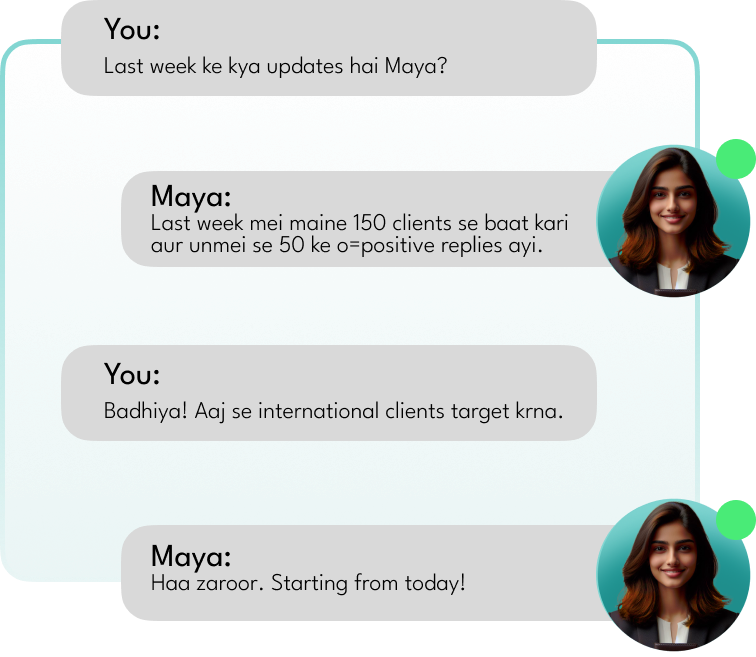 You:
Last week ke kya updates hai Maya?
Maya:
Last week mei maine 150 clients se baat kari
aur unmei se 50 ke o=positive replies ayi.
You:
Badhiya! Aaj se international clients target krna.
Maya:
Haa zaroor. Starting from today!